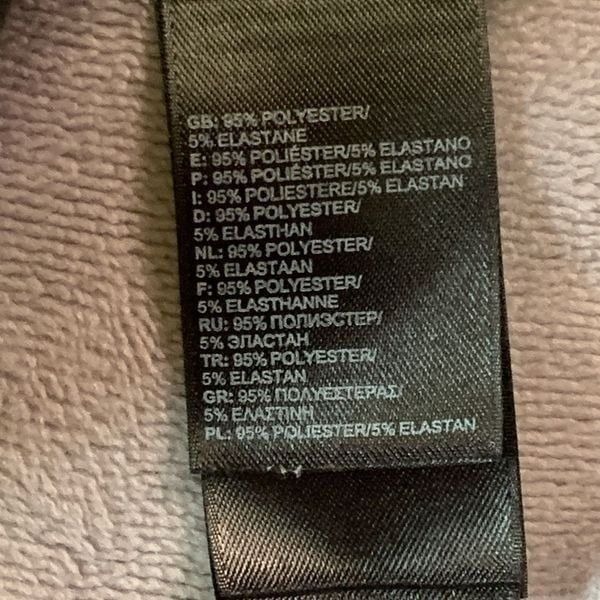 GB: 95% POLYESTER/
5% ELASTANE
E: 95% POLIÉSTER/5% ELASTANO
P: 95% POLIÉSTER/5% ELASTANO
I: 95% POLIESTERE/5% ELASTAN
D: 95% POLYESTER/
5% ELASTHAN
NL: 95% POLYESTER/
5% ELASTAAN
F: 95% POLYESTER/
5% ELASTHANNE
RU: 95% ПОЛИЭСТЕР/
5% ЭЛАСТАН
TR: 95% POLYESTER/
5% ELASTAN
GR: 95% ΠΟΛΥΕΣΤΕΡΑΣ/
5% ΕΛΑΣΤΙΝΗ
PL: 95% POLIESTER/5% ELASTAN